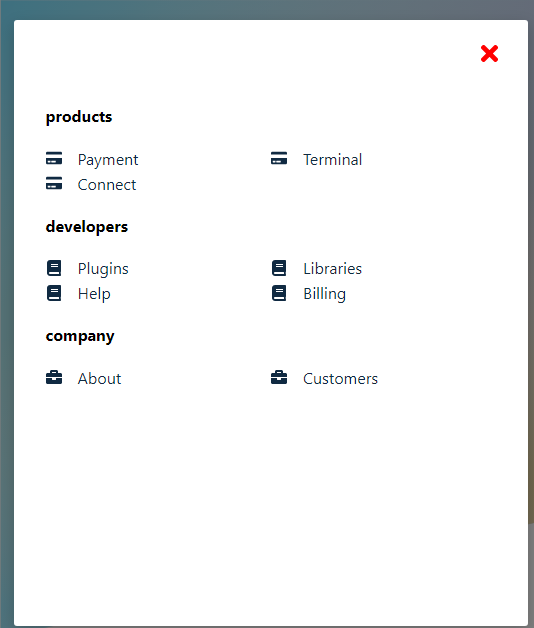 products
Payment Terminal
Connect
developers
Plugins Libraries
Help Billing
company
About Customers